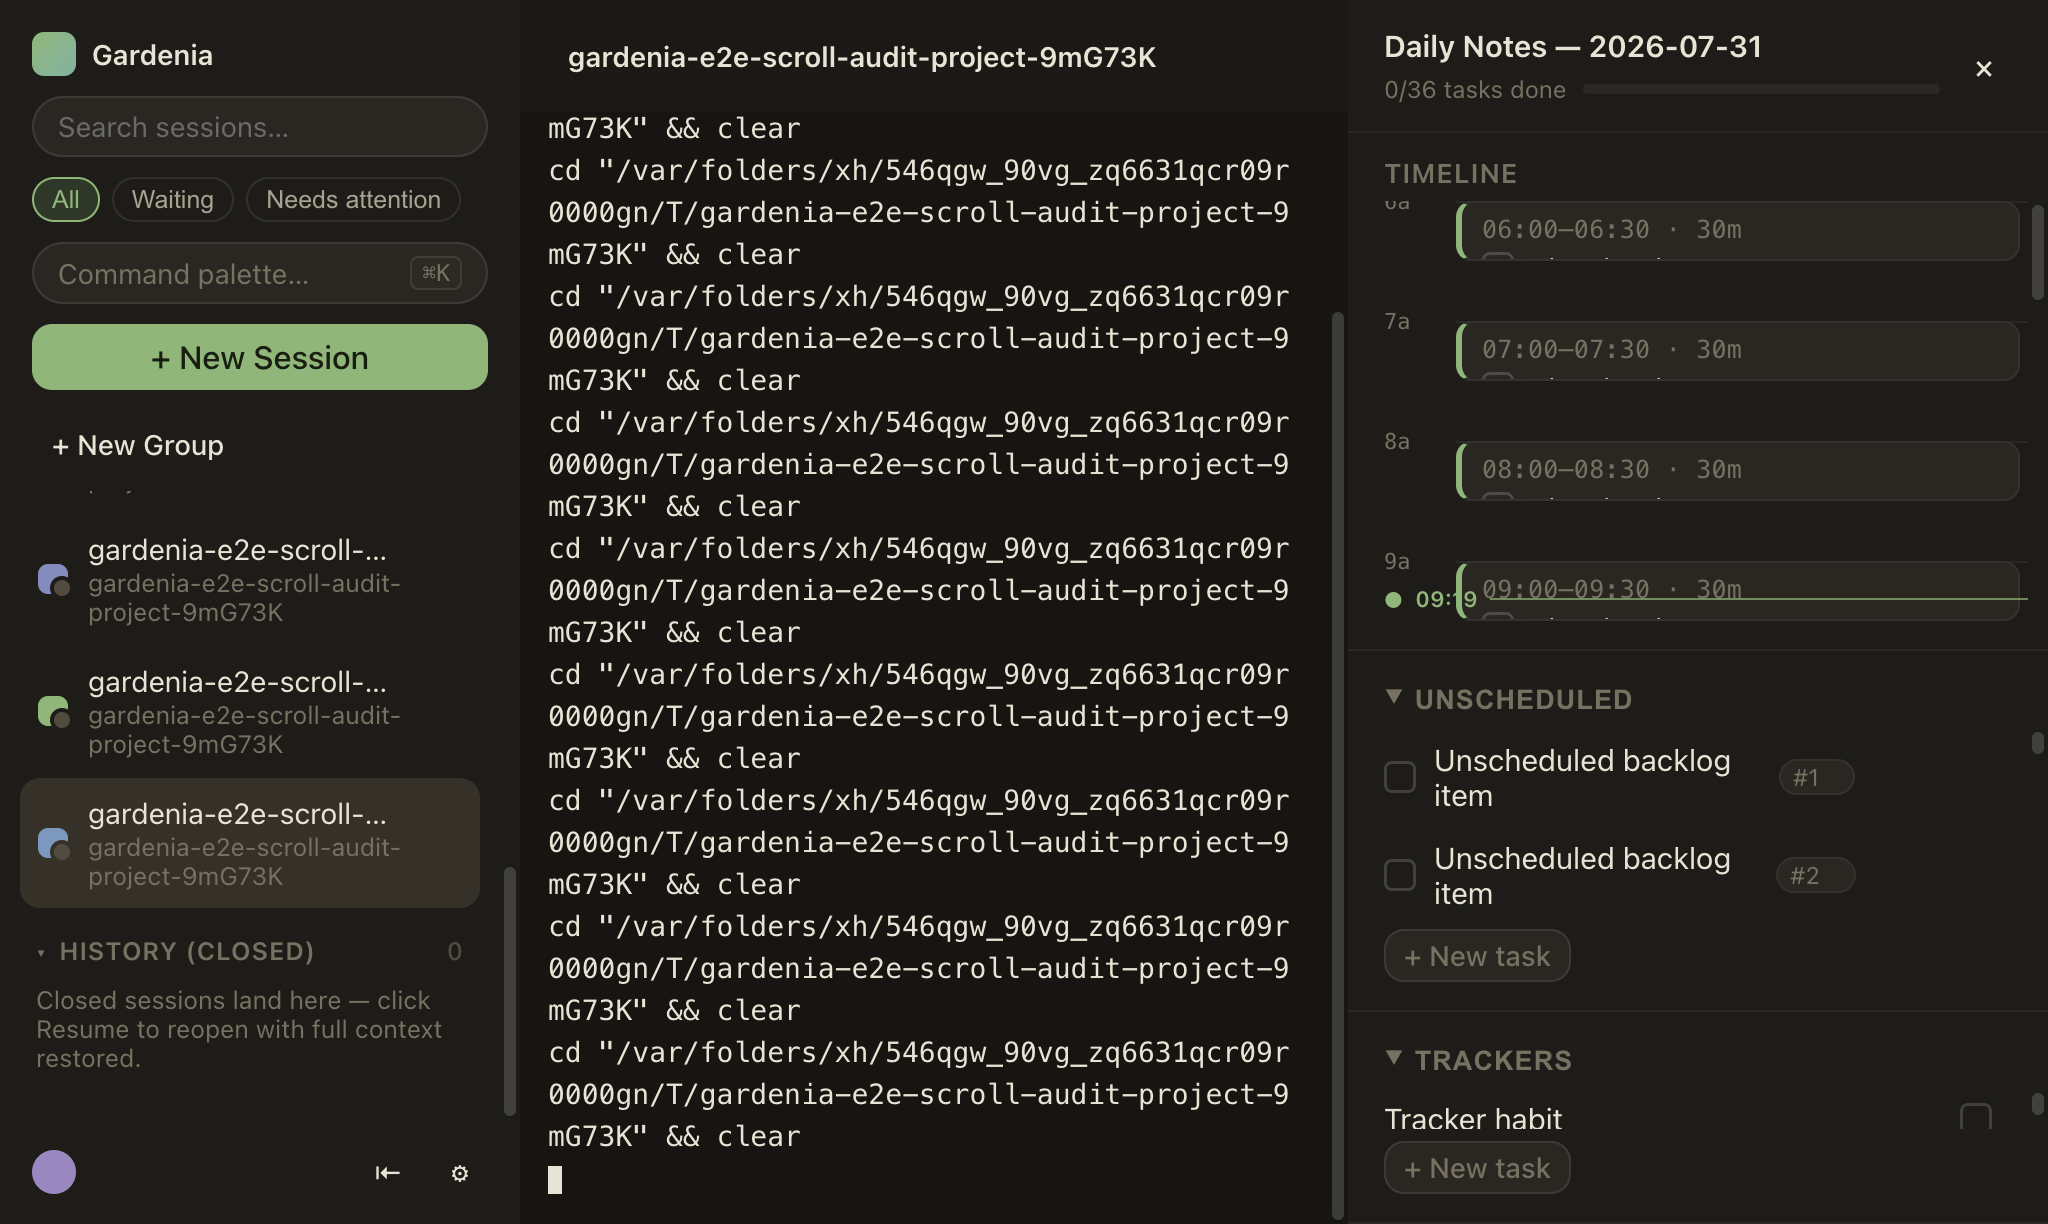 Gardenia
Search sessions...
All
Waiting
Needs attention
Command palette...
⌘K
+ New Session
+ New Group
gardenia-e2e-scroll-...
gardenia-e2e-scroll-audit-
project-9mG73K
gardenia-e2e-scroll-...
gardenia-e2e-scroll-audit-
project-9mG73K
gardenia-e2e-scroll-...
gardenia-e2e-scroll-audit-
project-9mG73K
▾ HISTORY (CLOSED) 0
Closed sessions land here — click
Resume to reopen with full context
restored.
gardenia-e2e-scroll-audit-project-9mG73K
mG73K" && clear
cd "/var/folders/xh/546qgw_90vg_zq6631qcr09r
0000gn/T/gardenia-e2e-scroll-audit-project-9
mG73K" && clear
cd "/var/folders/xh/546qgw_90vg_zq6631qcr09r
0000gn/T/gardenia-e2e-scroll-audit-project-9
mG73K" && clear
cd "/var/folders/xh/546qgw_90vg_zq6631qcr09r
0000gn/T/gardenia-e2e-scroll-audit-project-9
mG73K" && clear
cd "/var/folders/xh/546qgw_90vg_zq6631qcr09r
0000gn/T/gardenia-e2e-scroll-audit-project-9
mG73K" && clear
cd "/var/folders/xh/546qgw_90vg_zq6631qcr09r
0000gn/T/gardenia-e2e-scroll-audit-project-9
mG73K" && clear
cd "/var/folders/xh/546qgw_90vg_zq6631qcr09r
0000gn/T/gardenia-e2e-scroll-audit-project-9
mG73K" && clear
cd "/var/folders/xh/546qgw_90vg_zq6631qcr09r
0000gn/T/gardenia-e2e-scroll-audit-project-9
mG73K" && clear
cd "/var/folders/xh/546qgw_90vg_zq6631qcr09r
0000gn/T/gardenia-e2e-scroll-audit-project-9
mG73K" && clear
Daily Notes — 2026-07-31
0/36 tasks done
×
TIMELINE
6a
06:00–06:30 · 30m
7a
07:00–07:30 · 30m
8a
08:00–08:30 · 30m
9a
09:00–09:30 · 30m
▼ UNSCHEDULED
Unscheduled backlog
item
#1
Unscheduled backlog
item
#2
+ New task
▼ TRACKERS
Tracker habit
+ New task